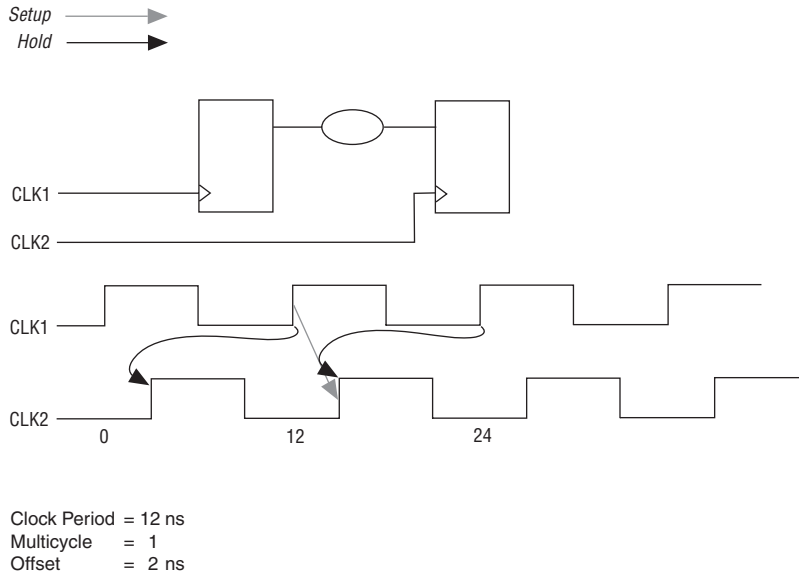 Setup
Hold
CLK1
CLK2
CLK1
CLK2
0 12 24
Clock Period = 12 ns
Multicycle = 1
Offset = 2 ns